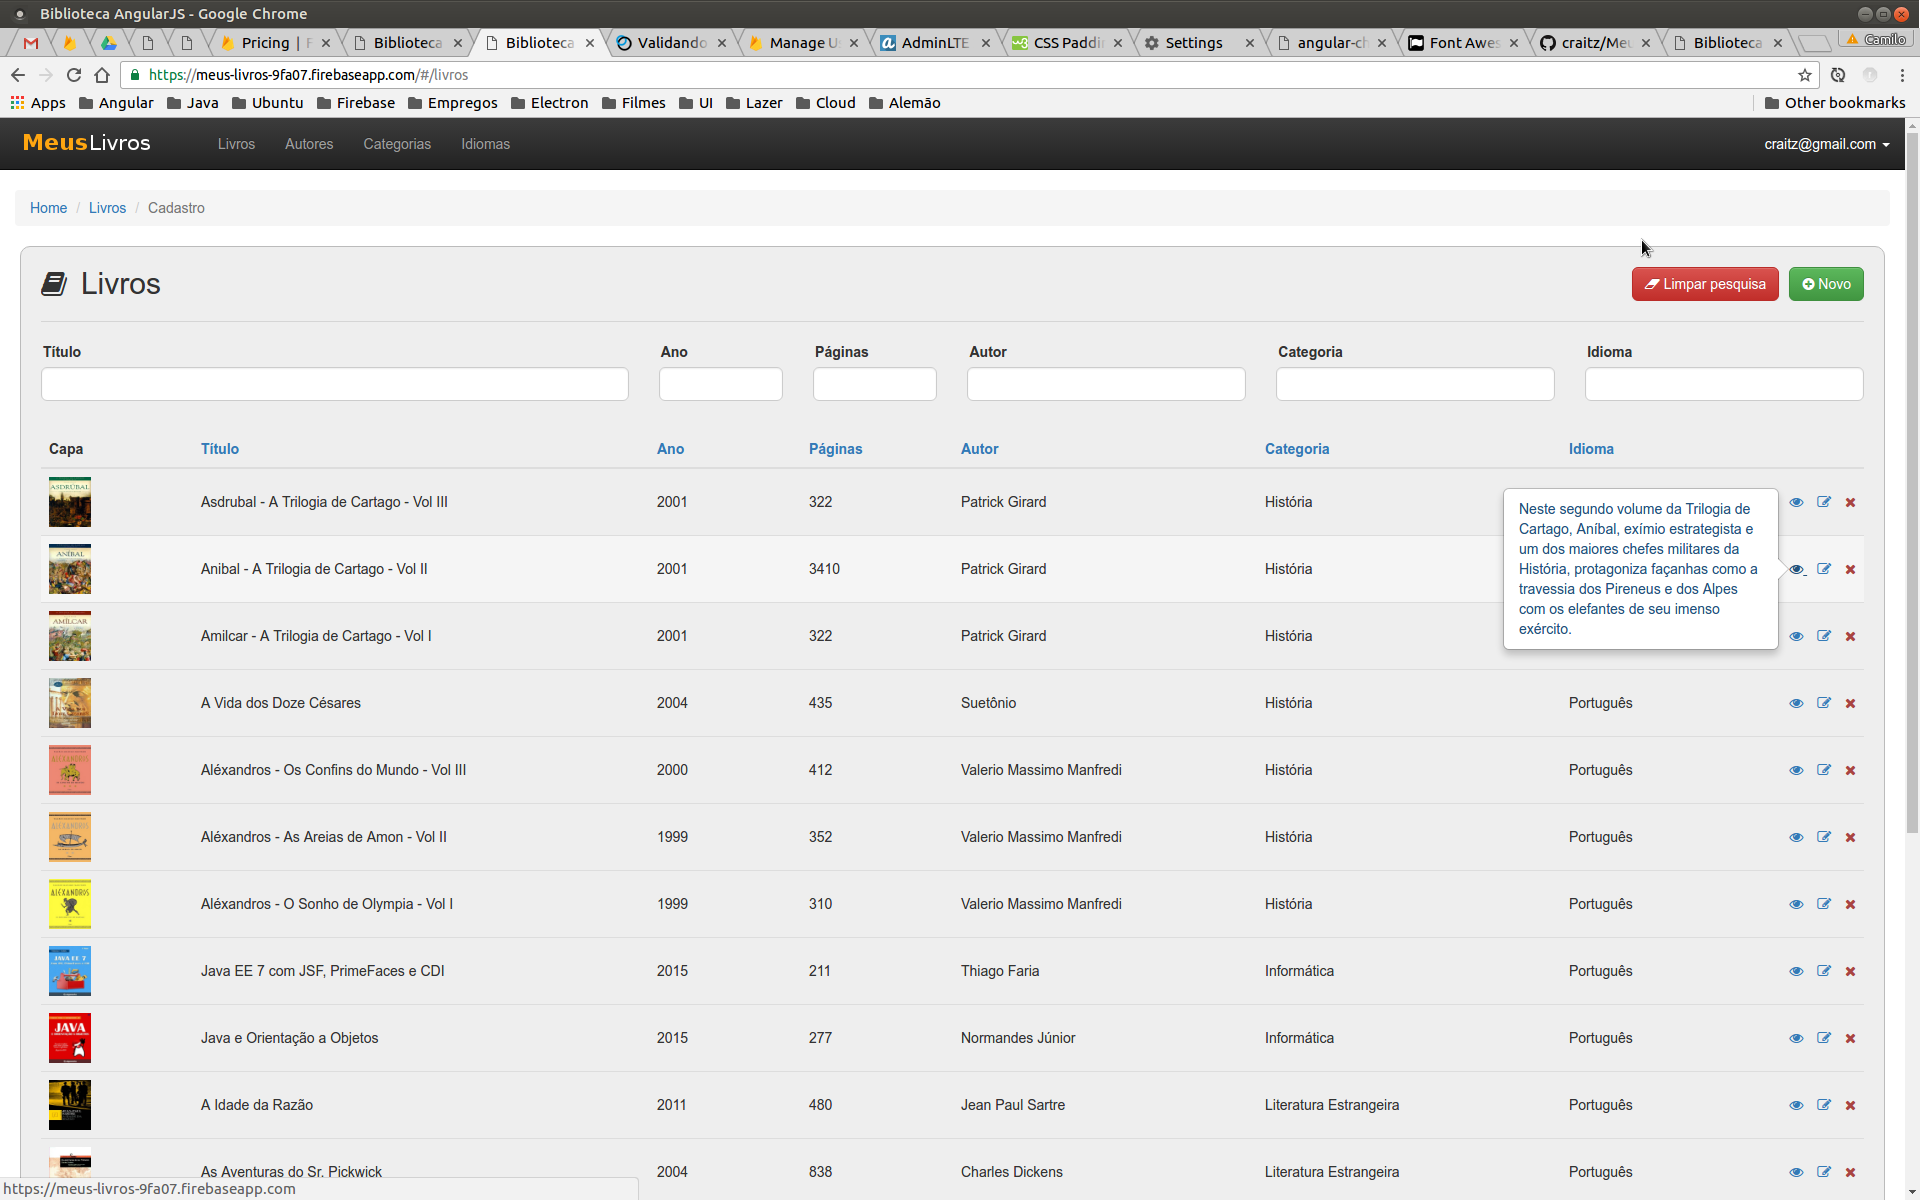 Biblioteca AngularJS - Google Chrome
Pricing | F
Biblioteca
Biblioteca
Validando
Manage U
AdminLTE
CSS Paddi
Settings
angular-ch
Font Awes
craitz/Meu
Biblioteca
Camilo
https://meus-livros-9fa07.firebaseapp.com/#/livros
Apps Angular Java Ubuntu Firebase Empregos Electron Filmes UI Lazer Cloud Alemão Other bookmarks
MeusLivros Livros Autores Categorias Idiomas craitz@gmail.com
Home / Livros / Cadastro
Livros Limpar pesquisa Novo
Título Ano Páginas Autor Categoria Idioma
Capa Título Ano Páginas Autor Categoria Idioma
ASDRÚBAL
Asdrubal - A Trilogia de Cartago - Vol III 2001 322 Patrick Girard História
ANÍBAL
Anibal - A Trilogia de Cartago - Vol II 2001 3410 Patrick Girard História
AMÍLCAR
Amilcar - A Trilogia de Cartago - Vol I 2001 322 Patrick Girard História
Neste segundo volume da Trilogia de
Cartago, Aníbal, exímio estrategista e
um dos maiores chefes militares da
História, protagoniza façanhas como a
travessia dos Pireneus e dos Alpes
com os elefantes de seu imenso
exército.
A Vida dos Doze Césares 2004 435 Suetônio História Português
Aléxandros - Os Confins do Mundo - Vol III 2000 412 Valerio Massimo Manfredi História Português
Aléxandros - As Areias de Amon - Vol II 1999 352 Valerio Massimo Manfredi História Português
ALÉXANDROS
Aléxandros - O Sonho de Olympia - Vol I 1999 310 Valerio Massimo Manfredi História Português
JAVA EE 7
Java EE 7 com JSF, PrimeFaces e CDI 2015 211 Thiago Faria Informática Português
JAVA
Java e Orientação a Objetos 2015 277 Normandes Júnior Informática Português
A Idade da Razão 2011 480 Jean Paul Sartre Literatura Estrangeira Português
As Aventuras do Sr. Pickwick 2004 838 Charles Dickens Literatura Estrangeira Português
https://meus-livros-9fa07.firebaseapp.com